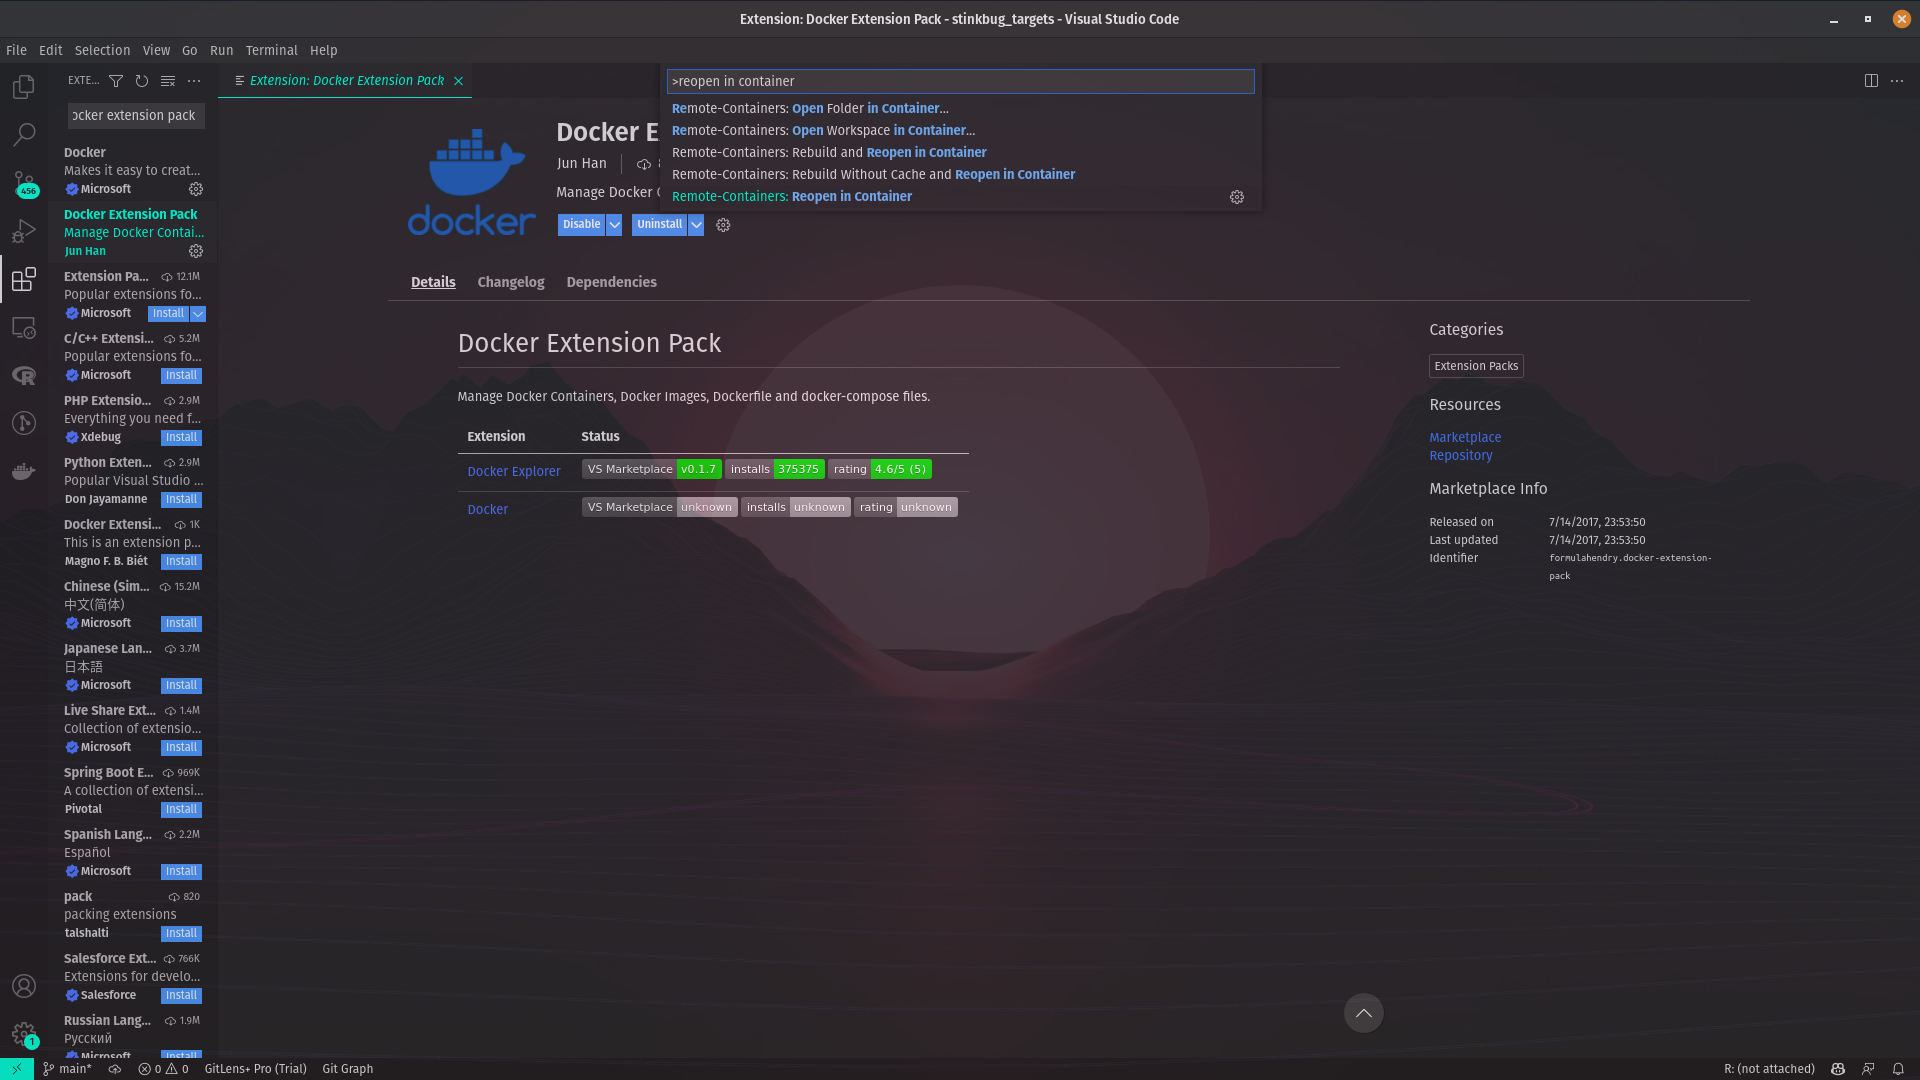 Extension: Docker Extension Pack - stinkbug_targets - Visual Studio Code
File Edit Selection View Go Run Terminal Help
EXTE...
Extension: Docker Extension Pack
>reopen in container
Remote-Containers: Open Folder in Container...
Remote-Containers: Open Workspace in Container...
Remote-Containers: Rebuild and Reopen in Container
Remote-Containers: Rebuild Without Cache and Reopen in Container
Remote-Containers: Reopen in Container
ocker extension pack
Docker
Makes it easy to creat...
Microsoft
Docker Extension Pack
Manage Docker Contai...
Jun Han
Extension Pa... 12.1M
Popular extensions fo...
Microsoft Install
C/C++ Extensi... 5.2M
Popular extensions fo...
Microsoft Install
PHP Extensio... 2.9M
Everything you need f...
Xdebug Install
Python Exten... 2.9M
Popular Visual Studio ...
Don Jayamanne Install
Docker Extensi... 1K
This is an extension p...
Magno F. B. Biét Install
Chinese (Sim... 15.2M
中文(简体)
Microsoft Install
Japanese Lan... 3.7M
日本語
Microsoft Install
Live Share Ext... 1.4M
Collection of extensio...
Microsoft Install
Spring Boot E... 969K
A collection of extensi...
Pivotal Install
Spanish Lang... 2.2M
Español
Microsoft Install
pack 820
packing extensions
talshalti Install
Salesforce Ext... 766K
Extensions for develo...
Salesforce Install
Russian Lang... 1.9M
Русский
Microsoft Install
456
1
docker
Docker E
Jun Han
Manage Docker
Disable Uninstall
Details Changelog Dependencies
Docker Extension Pack
Manage Docker Containers, Docker Images, Dockerfile and docker-compose files.
Extension Status
Docker Explorer VS Marketplace v0.1.7 installs 375375 rating 4.6/5 (5)
Docker VS Marketplace unknown installs unknown rating unknown
Categories
Extension Packs
Resources
Marketplace
Repository
Marketplace Info
Released on 7/14/2017, 23:53:50
Last updated 7/14/2017, 23:53:50
Identifier formulahendry.docker-extension-
pack
main* 0 0 GitLens+ Pro (Trial) Git Graph R: (not attached)